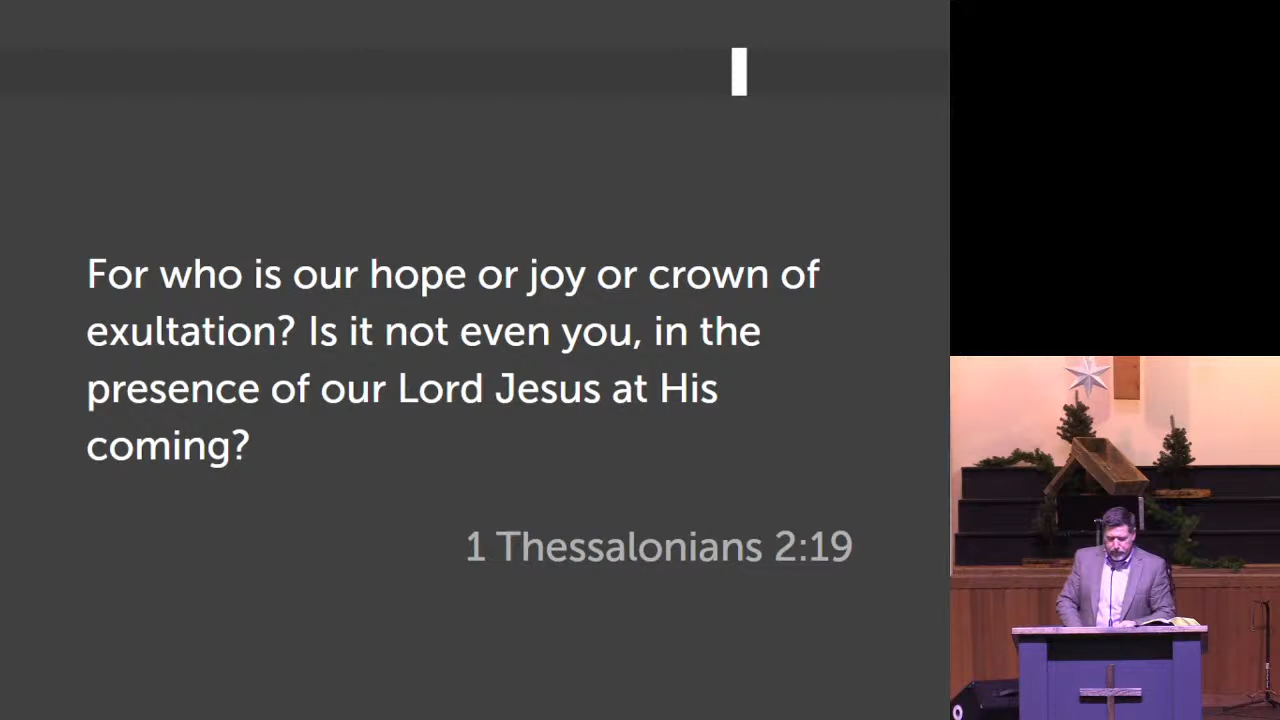 For who is our hope or joy or crown of
exultation? Is it not even you, in the
presence of our Lord Jesus at His
coming?
1 Thessalonians 2:19